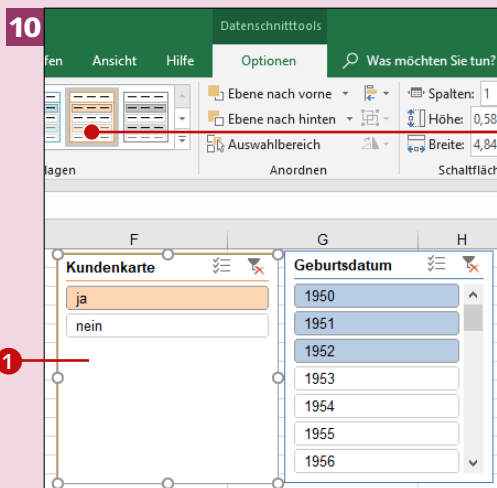 10
Datenschnitttools
fen Ansicht Hilfe Optionen Was möchten Sie tun?
Ebene nach vorne Spalten: 1
Ebene nach hinten Höhe: 0,58
Auswahlbereich Breite: 4,84
lagen Anordnen Schaltfläch
F G H
Kundenkarte Geburtsdatum
ja 1950
nein 1951
1 1952
1953
1954
1955
1956